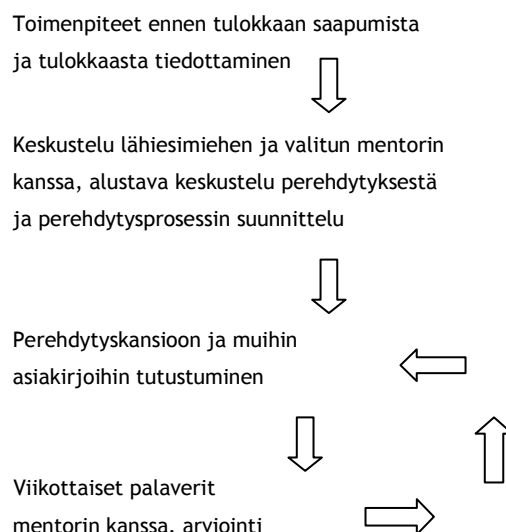 Toimenpiteet ennen tulokkaan saapumista
ja tulokkaasta tiedottaminen
Keskustelu lähiesimiehen ja valitun mentorin
kanssa, alustava keskustelu perehdytyksestä
ja perehdytysprosessin suunnittelu
Perehdytyskansioon ja muihin
asiakirjoihin tutustuminen
Viikottaiset palaverit
mentorin kanssa, arviointi